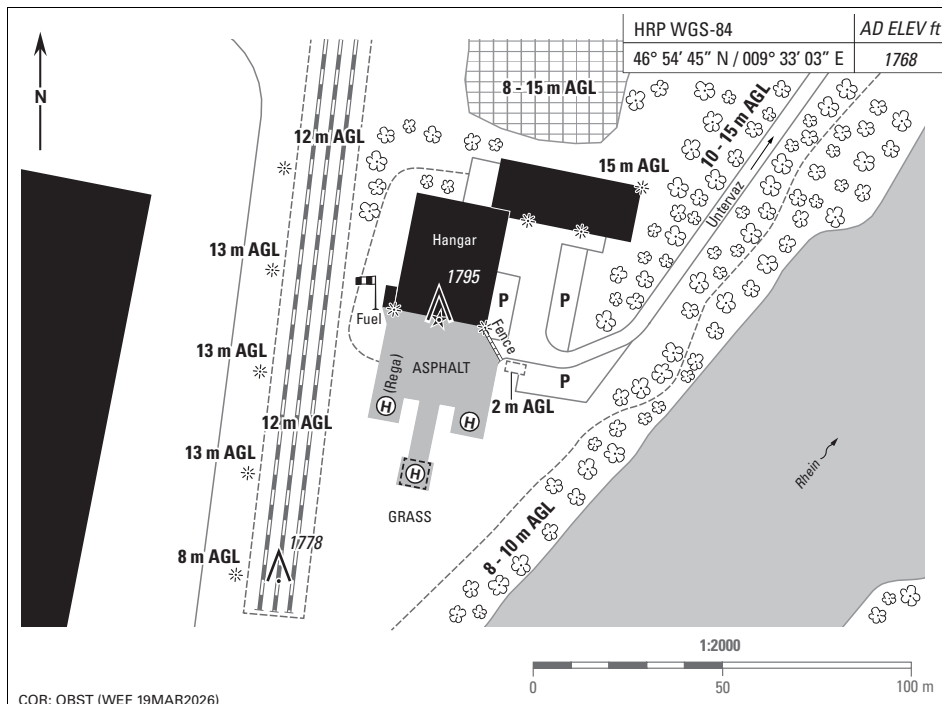 HRP WGS-84
AD ELEV ft
46° 54' 45" N / 009° 33' 03" E
1768
N
8 - 15 m AGL
12 m AGL
10 - 15 m AGL
15 m AGL
Untervaz
Hangar
13 m AGL
1795
P
P
Fuel
Fence
13 m AGL
(Rega)
ASPHALT
P
H
2 m AGL
12 m AGL
H
13 m AGL
H
Rhein
GRASS
8 - 10 m AGL
1778
8 m AGL
1:2000
0
50
100 m
COR: OBST (WEF 19MAR2026)